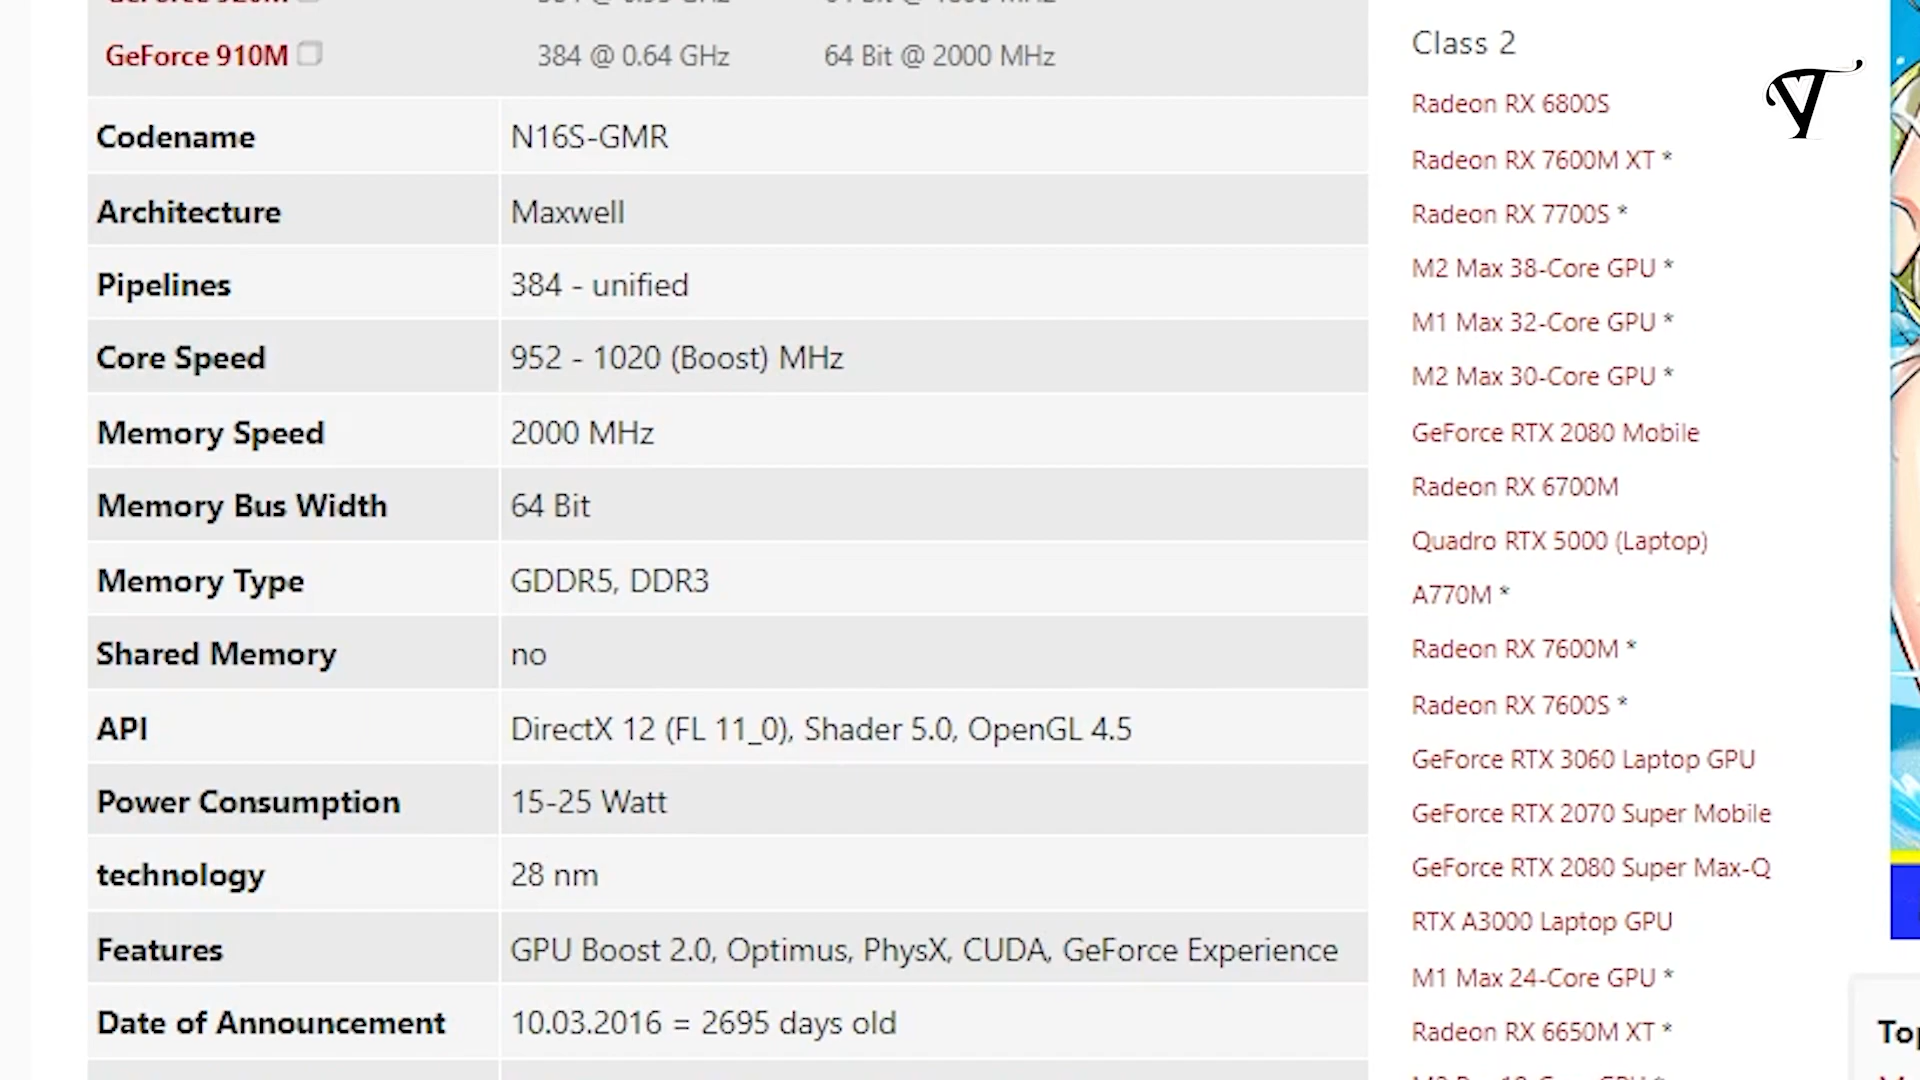 GeForce 910M 384 @ 0.64 GHz 64 Bit @ 2000 MHz
Codename N16S-GMR
Architecture Maxwell
Pipelines 384 - unified
Core Speed 952 - 1020 (Boost) MHz
Memory Speed 2000 MHz
Memory Bus Width 64 Bit
Memory Type GDDR5, DDR3
Shared Memory no
API DirectX 12 (FL 11_0), Shader 5.0, OpenGL 4.5
Power Consumption 15-25 Watt
technology 28 nm
Features GPU Boost 2.0, Optimus, PhysX, CUDA, GeForce Experience
Date of Announcement 10.03.2016 = 2695 days old
Class 2
Radeon RX 6800S
Radeon RX 7600M XT *
Radeon RX 7700S *
M2 Max 38-Core GPU *
M1 Max 32-Core GPU *
M2 Max 30-Core GPU *
GeForce RTX 2080 Mobile
Radeon RX 6700M
Quadro RTX 5000 (Laptop)
A770M *
Radeon RX 7600M *
Radeon RX 7600S *
GeForce RTX 3060 Laptop GPU
GeForce RTX 2070 Super Mobile
GeForce RTX 2080 Super Max-Q
RTX A3000 Laptop GPU
M1 Max 24-Core GPU *
Radeon RX 6650M XT *